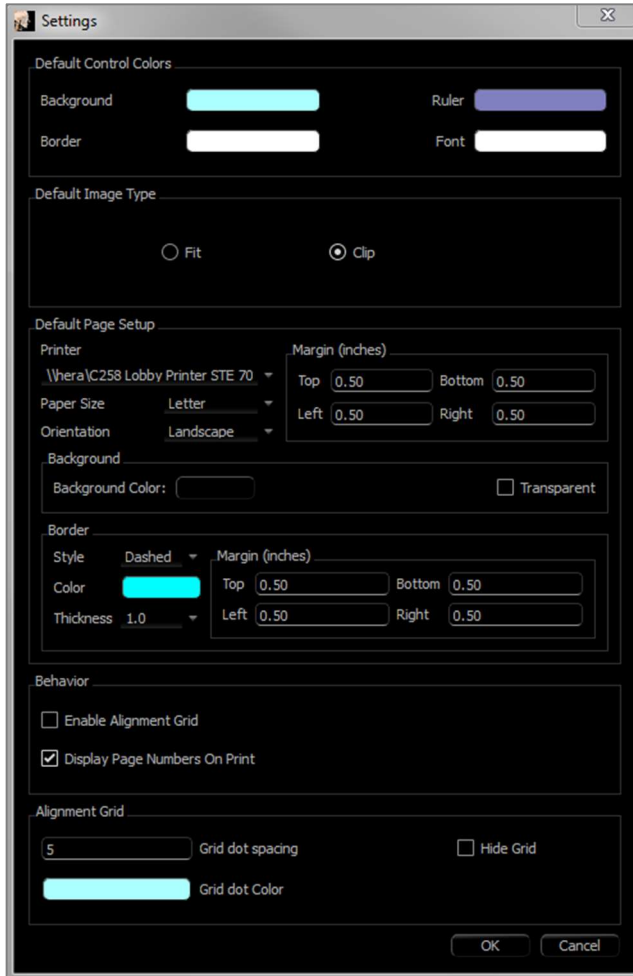 Settings
Default Control Colors
Background Ruler
Border Font
Default Image Type
Fit Clip
Default Page Setup
Printer
\\hera\C258 Lobby Printer STE 70
Paper Size Letter
Orientation Landscape
Margin (inches)
Top 0.50 Bottom 0.50
Left 0.50 Right 0.50
Background
Background Color: Transparent
Border
Style Dashed
Color
Thickness 1.0
Margin (inches)
Top 0.50 Bottom 0.50
Left 0.50 Right 0.50
Behavior
Enable Alignment Grid
Display Page Numbers On Print
Alignment Grid
5 Grid dot spacing Hide Grid
Grid dot Color
OK Cancel